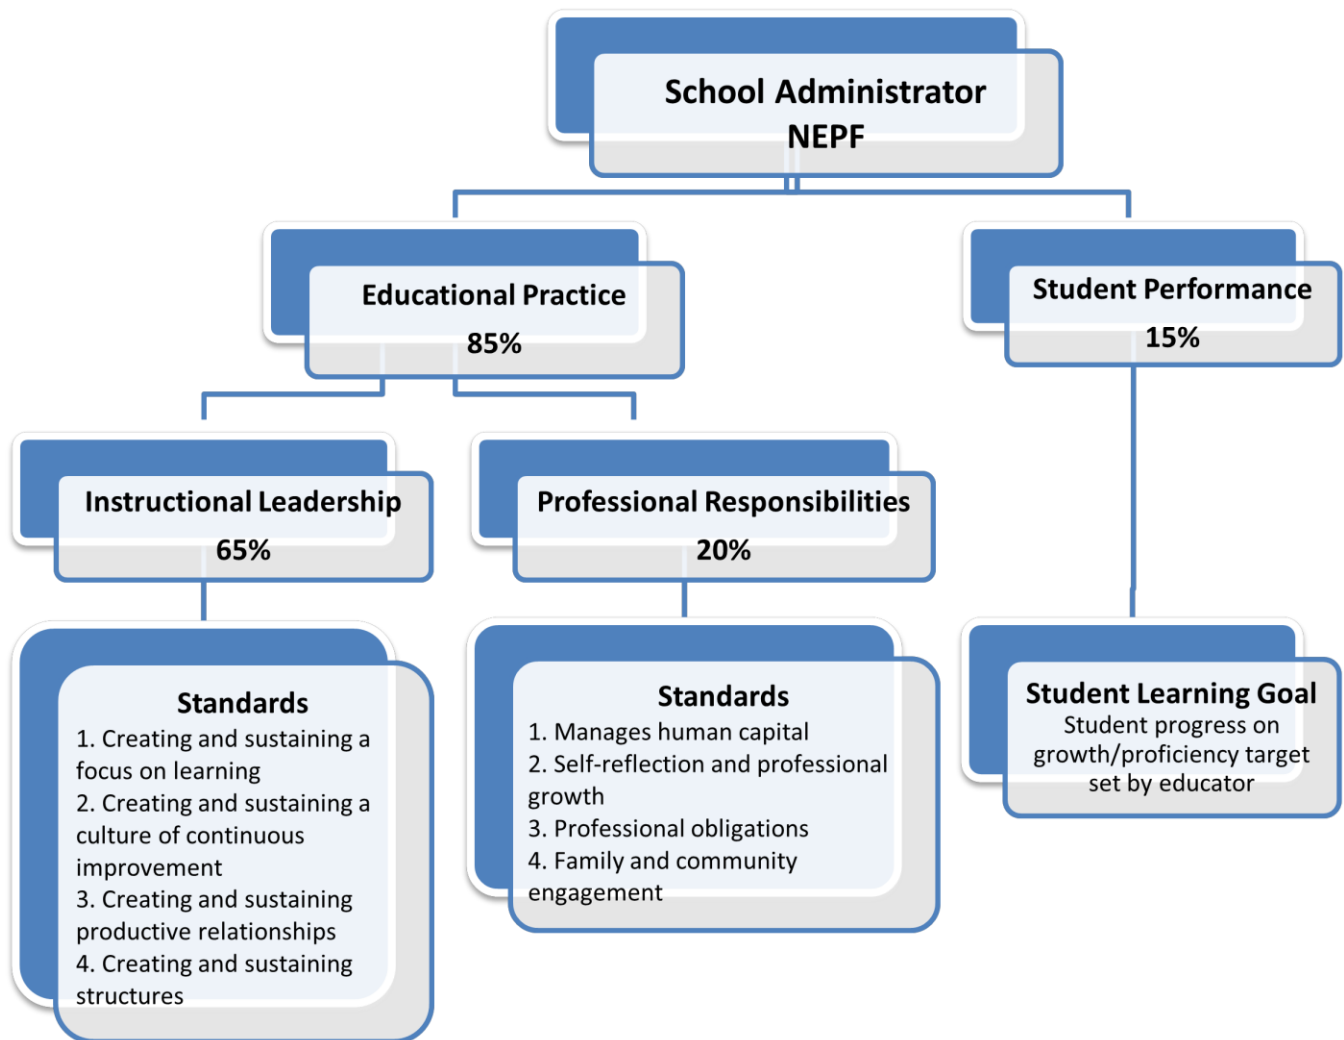 School Administrator
NEPF
Educational Practice
85%
Student Performance
15%
Instructional Leadership
65%
Professional Responsibilities
20%
Standards
1. Creating and sustaining a
focus on learning
2. Creating and sustaining a
culture of continuous
improvement
3. Creating and sustaining
productive relationships
4. Creating and sustaining
structures
Standards
1. Manages human capital
2. Self-reflection and professional
growth
3. Professional obligations
4. Family and community
engagement
Student Learning Goal
Student progress on
growth/proficiency target
set by educator